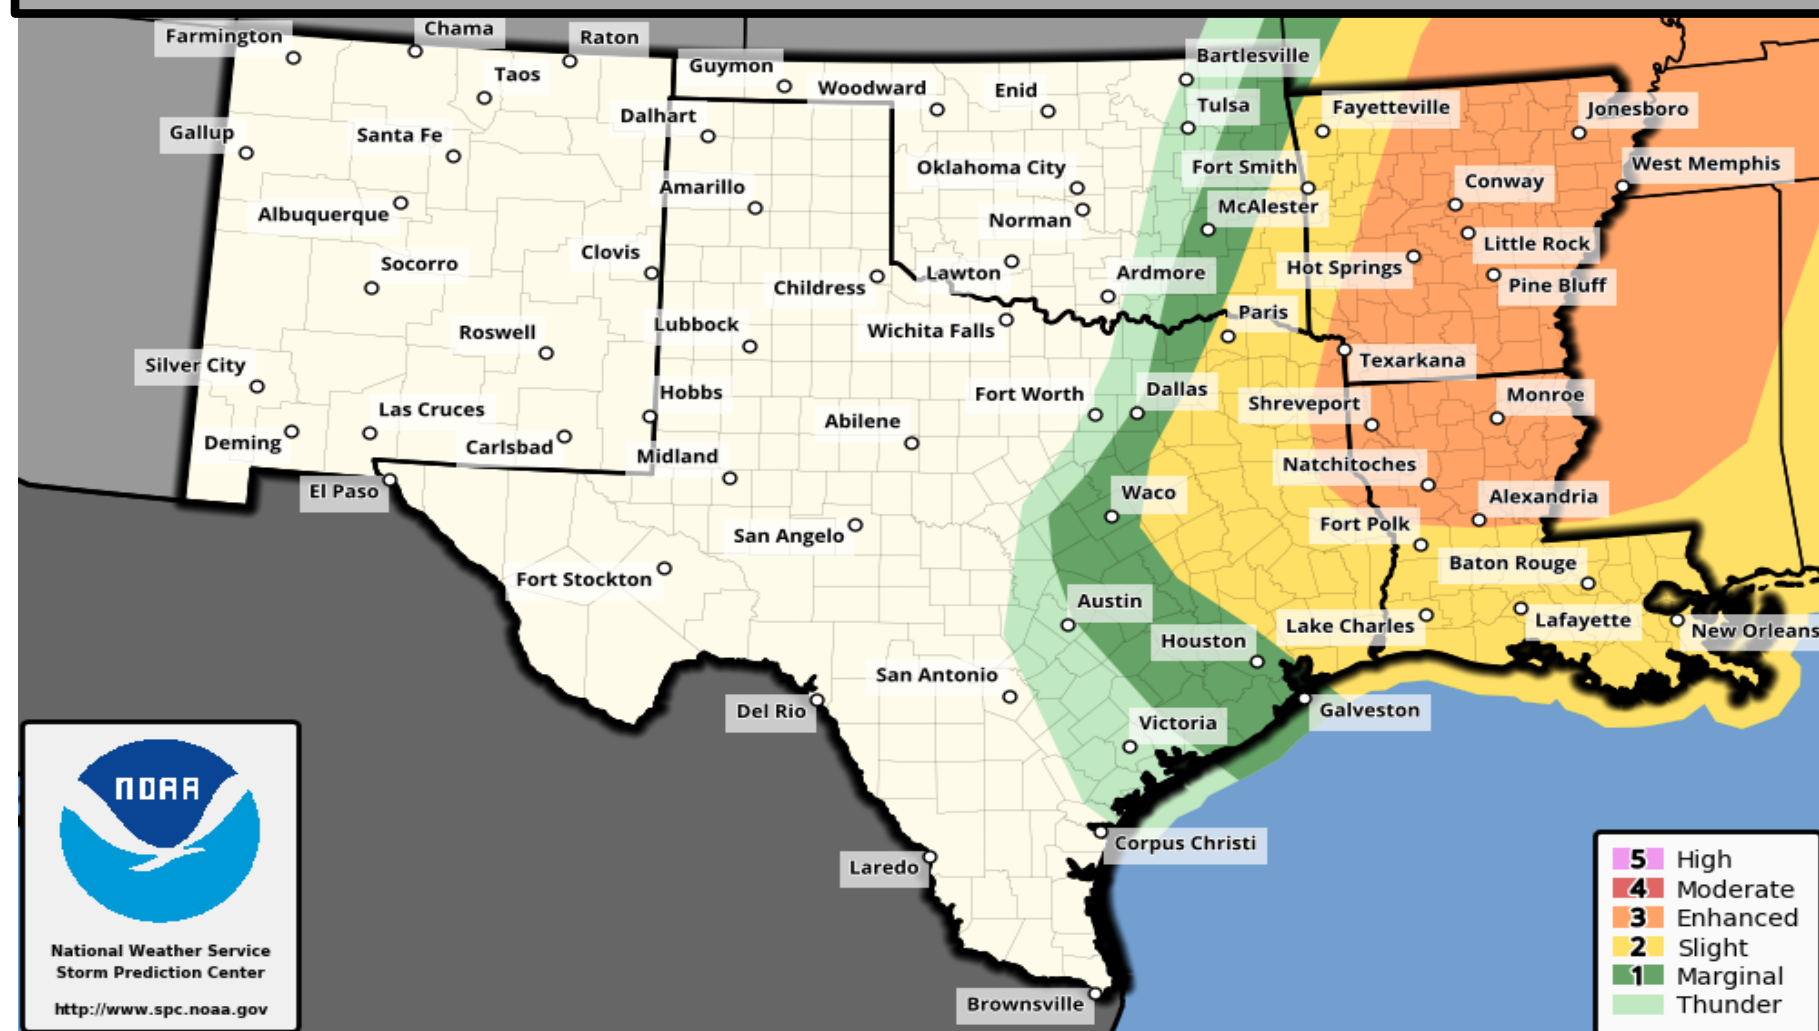 Farmington
Chama
Raton
Taos
Guymon
Woodward
Enid
Bartlesville
Tulsa
Fayetteville
Jonesboro
Gallup
Santa Fe
Dalhart
Oklahoma City
Fort Smith
Conway
West Memphis
Albuquerque
Amarillo
Norman
McAlester
Little Rock
Socorro
Clovis
Childress
Lawton
Ardmore
Hot Springs
Pine Bluff
Roswell
Lubbock
Wichita Falls
Paris
Texarkana
Silver City
Las Cruces
Hobbs
Fort Worth
Dallas
Shreveport
Monroe
Deming
Carlsbad
Midland
Abilene
Natchitoches
El Paso
Waco
Alexandria
San Angelo
Fort Polk
Fort Stockton
Baton Rouge
Austin
Houston
Lake Charles
Lafayette
New Orleans
San Antonio
Del Rio
Victoria
Galveston
Corpus Christi
Laredo
Brownsville
NOAA
National Weather Service
Storm Prediction Center
http://www.spc.noaa.gov
5 High
4 Moderate
3 Enhanced
2 Slight
1 Marginal
Thunder